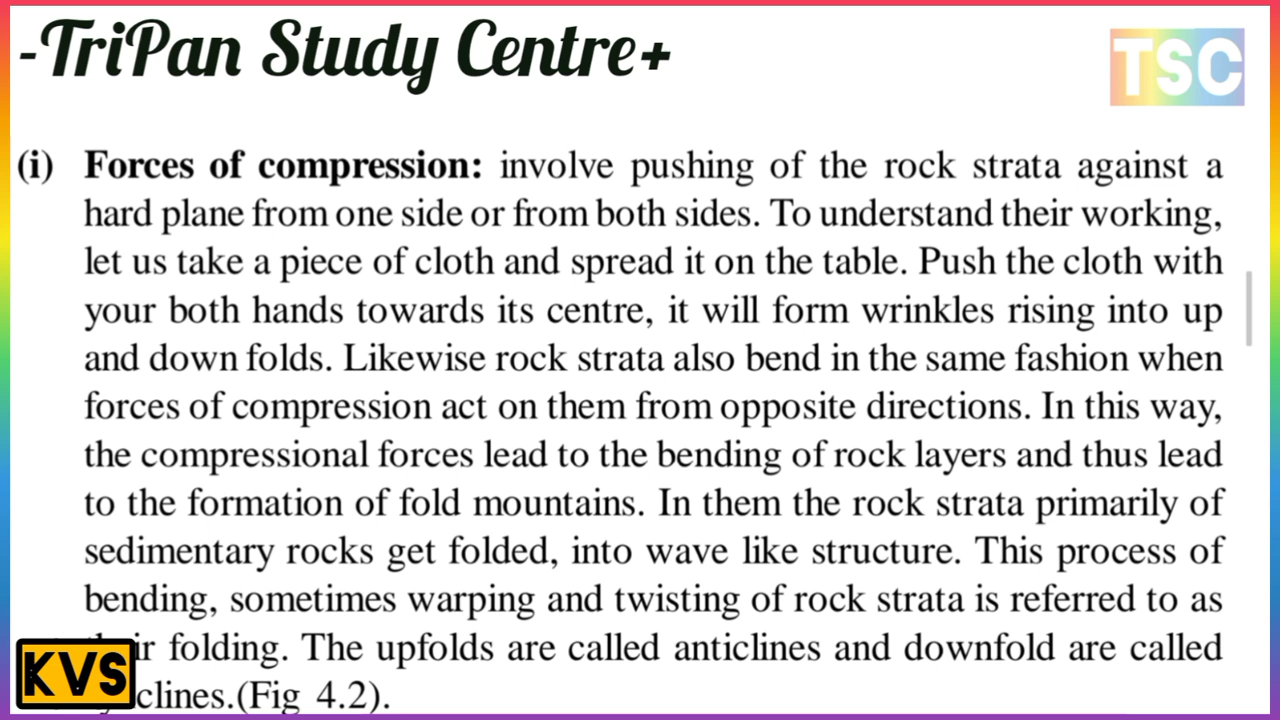 -TriPan Study Centre+
TSC
(i) Forces of compression: involve pushing of the rock strata against a
hard plane from one side or from both sides. To understand their working,
let us take a piece of cloth and spread it on the table. Push the cloth with
your both hands towards its centre, it will form wrinkles rising into up
and down folds. Likewise rock strata also bend in the same fashion when
forces of compression act on them from opposite directions. In this way,
the compressional forces lead to the bending of rock layers and thus lead
to the formation of fold mountains. In them the rock strata primarily of
sedimentary rocks get folded, into wave like structure. This process of
bending, sometimes warping and twisting of rock strata is referred to as
folding. The upfolds are called anticlines and downfold are called
(Fig 4.2).
KVS